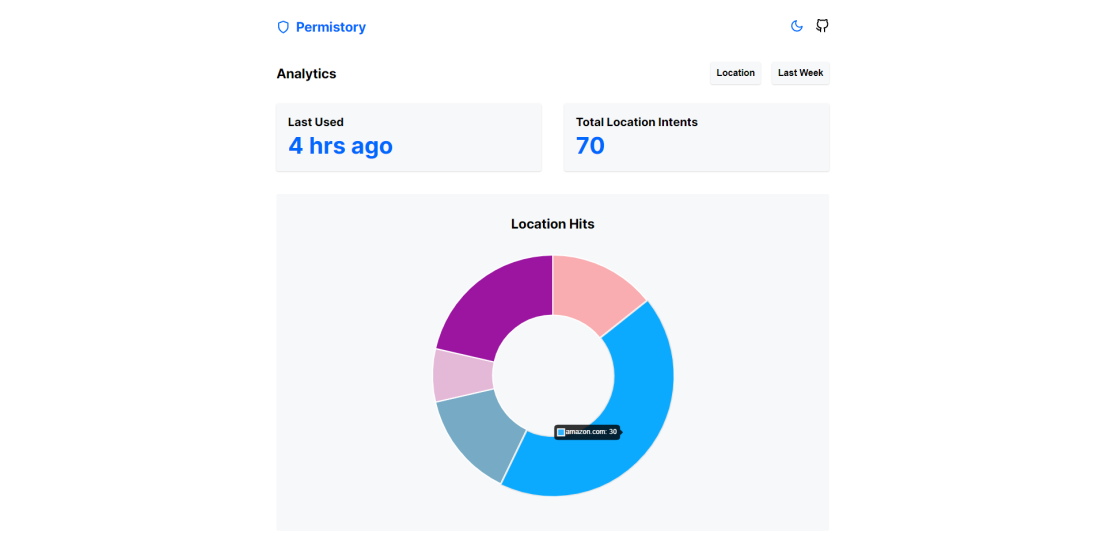 Permistory
Analytics
Location
Last Week
Last Used
4 hrs ago
Total Location Intents
70
Location Hits
amazon.com: 30